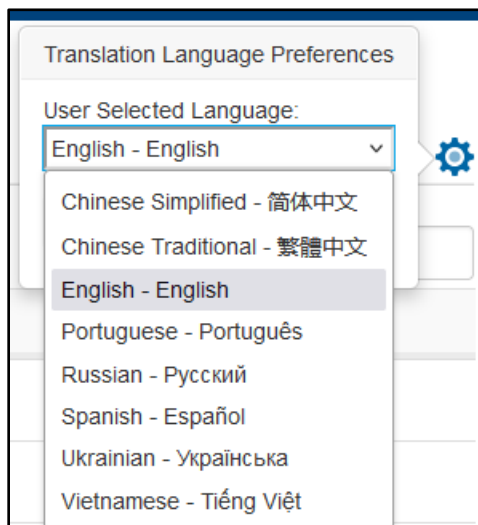 Translation Language Preferences
User Selected Language:
English - English
Chinese Simplified - 简体中文
Chinese Traditional - 繁體中文
English - English
Portuguese - Português
Russian - Русский
Spanish - Español
Ukrainian - Українська
Vietnamese - Tiếng Việt